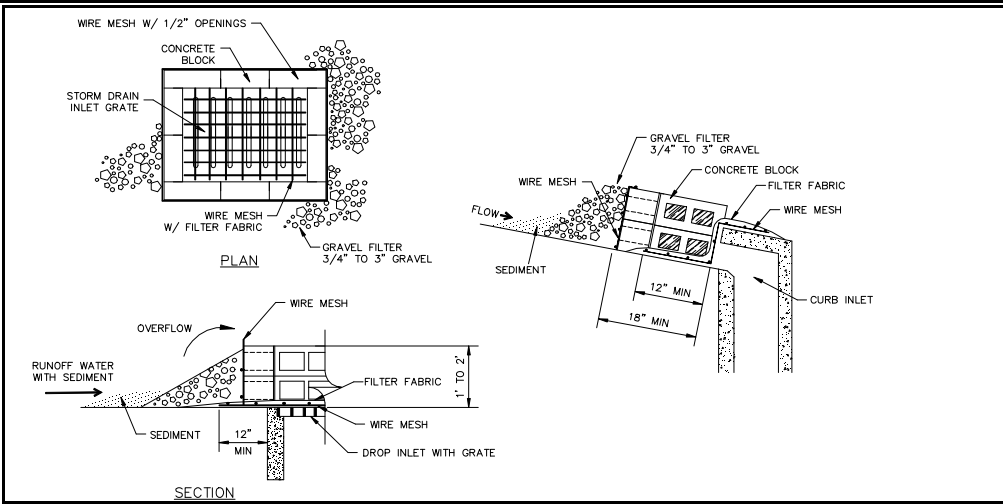 WIRE MESH W/ 1/2" OPENINGS
CONCRETE
BLOCK
STORM DRAIN
INLET GRATE
WIRE MESH
W/ FILTER FABRIC
GRAVEL FILTER
3/4" TO 3" GRAVEL
PLAN
GRAVEL FILTER
3/4" TO 3" GRAVEL
CONCRETE BLOCK
WIRE MESH
FILTER FABRIC
WIRE MESH
FLOW
SEDIMENT
12" MIN
18" MIN
CURB INLET
WIRE MESH
OVERFLOW
RUNOFF WATER
WITH SEDIMENT
FILTER FABRIC
1' TO 2'
SEDIMENT
12"
MIN
WIRE MESH
DROP INLET WITH GRATE
SECTION